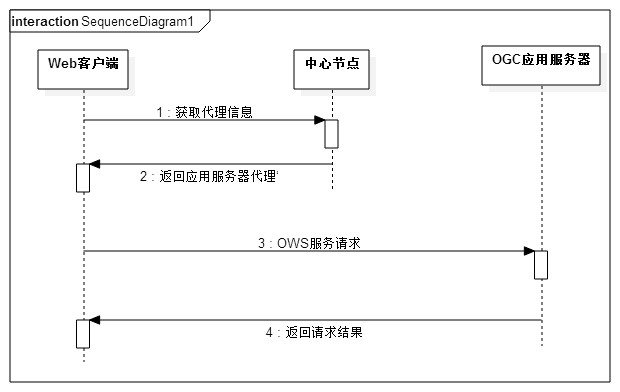 interaction SequenceDiagram1
Web客户端
中心节点
OGC应用服务器
1 : 获取代理信息
2 : 返回应用服务器代理'
3 : OWS服务请求
4 : 返回请求结果